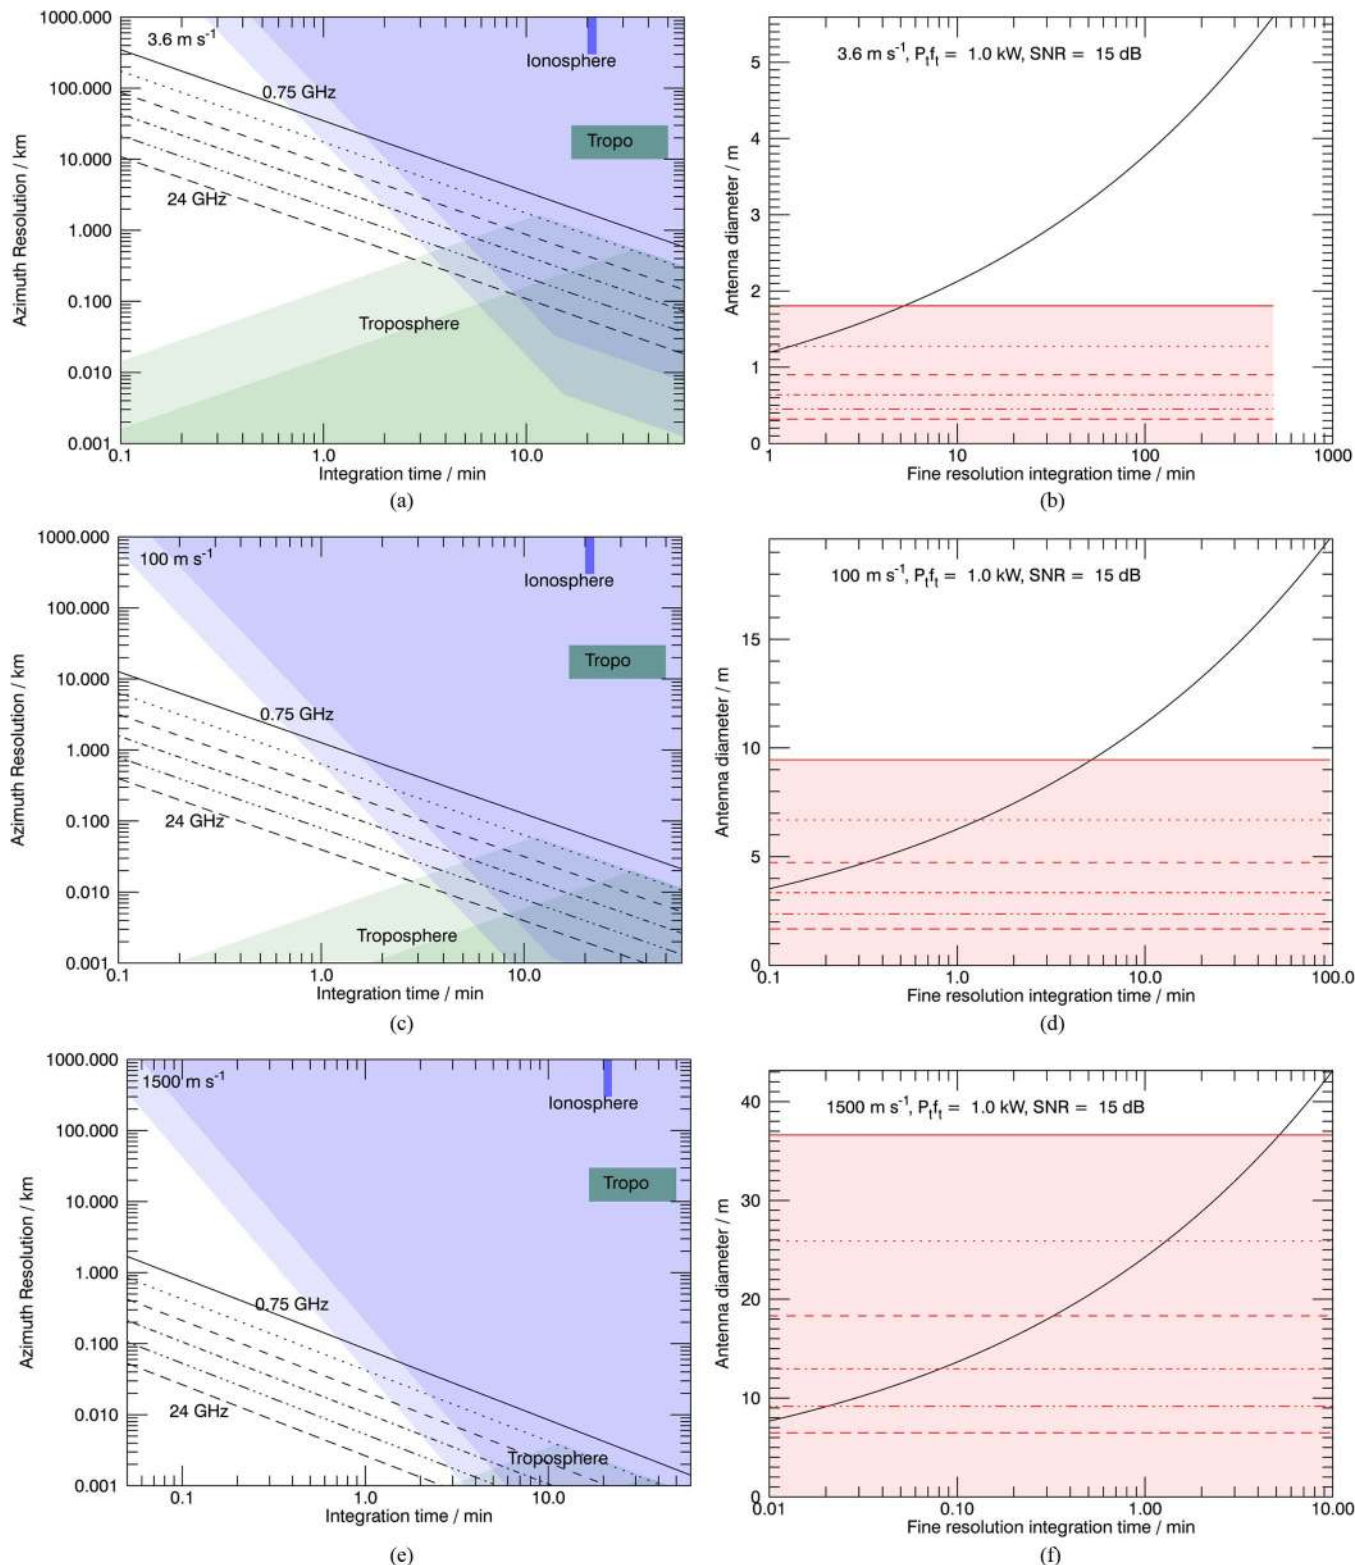 1000.000
100.000
10.000
1.000
0.100
0.010
0.001
Azimuth Resolution / km
3.6 m s⁻¹
Ionosphere
0.75 GHz
Tropo
24 GHz
Troposphere
0.1 1.0 10.0
Integration time / min
(a)
5
4
3
2
1
0
Antenna diameter / m
3.6 m s⁻¹, Pₜfₜ = 1.0 kW, SNR = 15 dB
1 10 100 1000
Fine resolution integration time / min
(b)
1000.000
100.000
10.000
1.000
0.100
0.010
0.001
Azimuth Resolution / km
100 m s⁻¹
Ionosphere
Tropo
0.75 GHz
24 GHz
Troposphere
0.1 1.0 10.0
Integration time / min
(c)
15
10
5
0
Antenna diameter / m
100 m s⁻¹, Pₜfₜ = 1.0 kW, SNR = 15 dB
0.1 1.0 10.0 100.0
Fine resolution integration time / min
(d)
1000.000
100.000
10.000
1.000
0.100
0.010
0.001
Azimuth Resolution / km
1500 m s⁻¹
Ionosphere
Tropo
0.75 GHz
24 GHz
Troposphere
0.1 1.0 10.0
Integration time / min
(e)
40
30
20
10
0
Antenna diameter / m
1500 m s⁻¹, Pₜfₜ = 1.0 kW, SNR = 15 dB
0.01 0.10 1.00 10.00
Fine resolution integration time / min
(f)